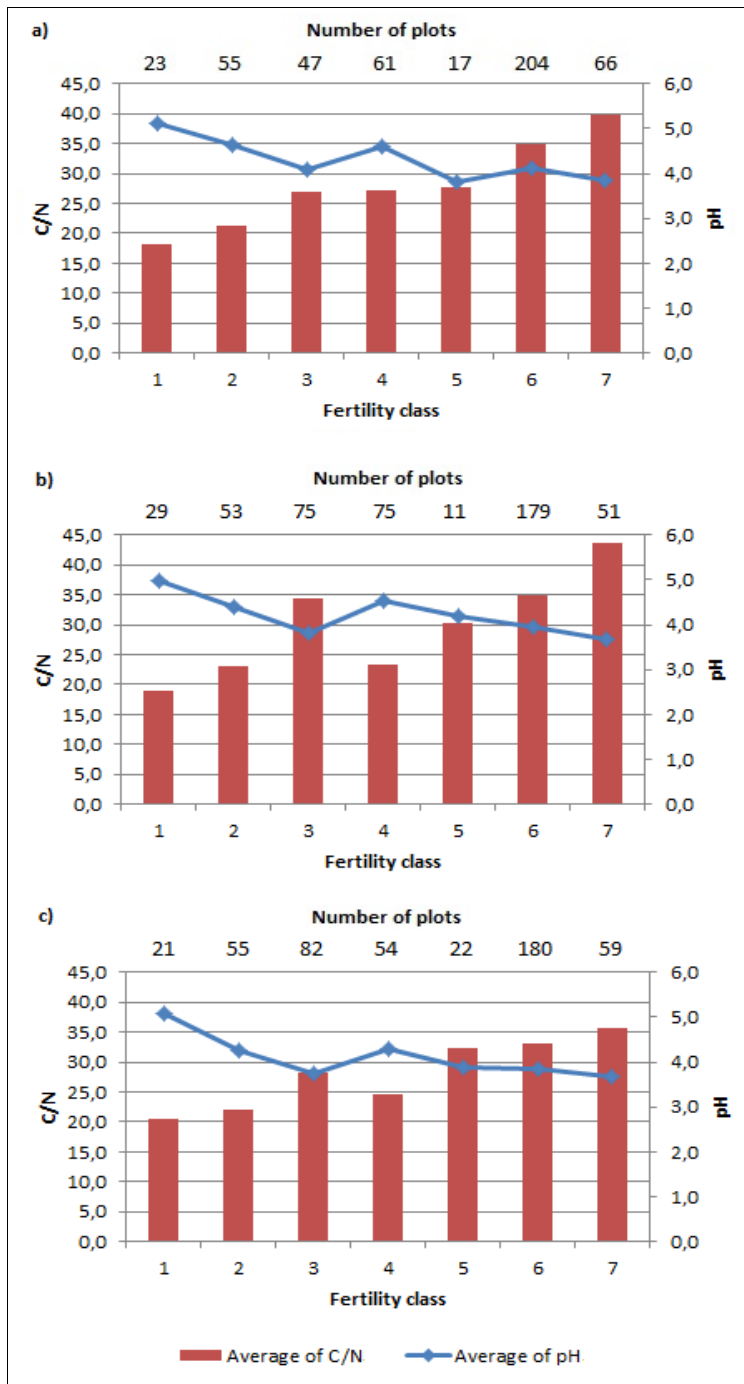 a)
Number of plots
23 55 47 61 17 204 66
45,0 6,0
40,0
35,0 5,0
30,0 4,0
25,0
20,0 3,0
15,0 2,0
10,0
5,0 1,0
0,0 0,0
C/N
pH
1 2 3 4 5 6 7
Fertility class
b)
Number of plots
29 53 75 75 11 179 51
45,0 6,0
40,0
35,0 5,0
30,0 4,0
25,0
20,0 3,0
15,0 2,0
10,0
5,0 1,0
0,0 0,0
C/N
pH
1 2 3 4 5 6 7
Fertility class
c)
Number of plots
21 55 82 54 22 180 59
45,0 6,0
40,0
35,0 5,0
30,0 4,0
25,0
20,0 3,0
15,0 2,0
10,0
5,0 1,0
0,0 0,0
C/N
pH
1 2 3 4 5 6 7
Fertility class
Average of C/N Average of pH